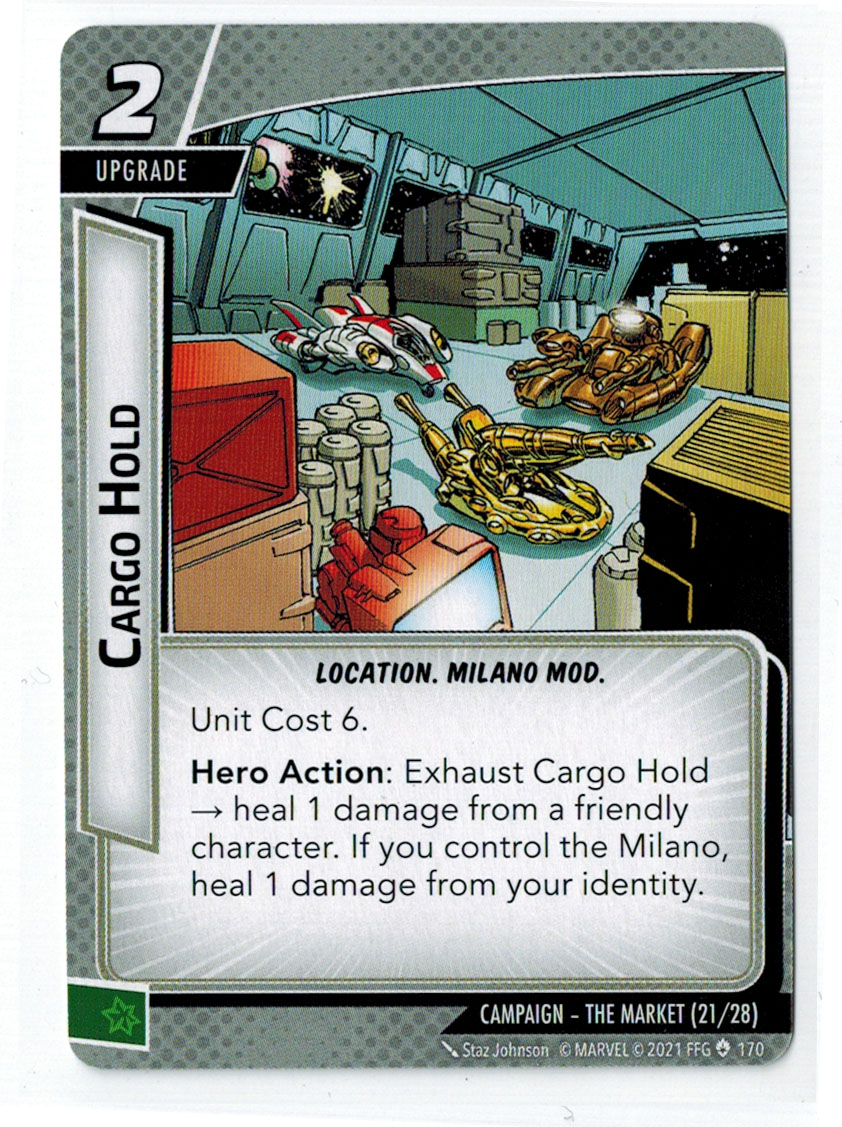 2
UPGRADE
CARGO HOLD
LOCATION. MILANO MOD.
Unit Cost 6.
Hero Action: Exhaust Cargo Hold
→ heal 1 damage from a friendly
character. If you control the Milano,
heal 1 damage from your identity.
CAMPAIGN – THE MARKET (21/28)
Staz Johnson © MARVEL © 2021 FFG 170